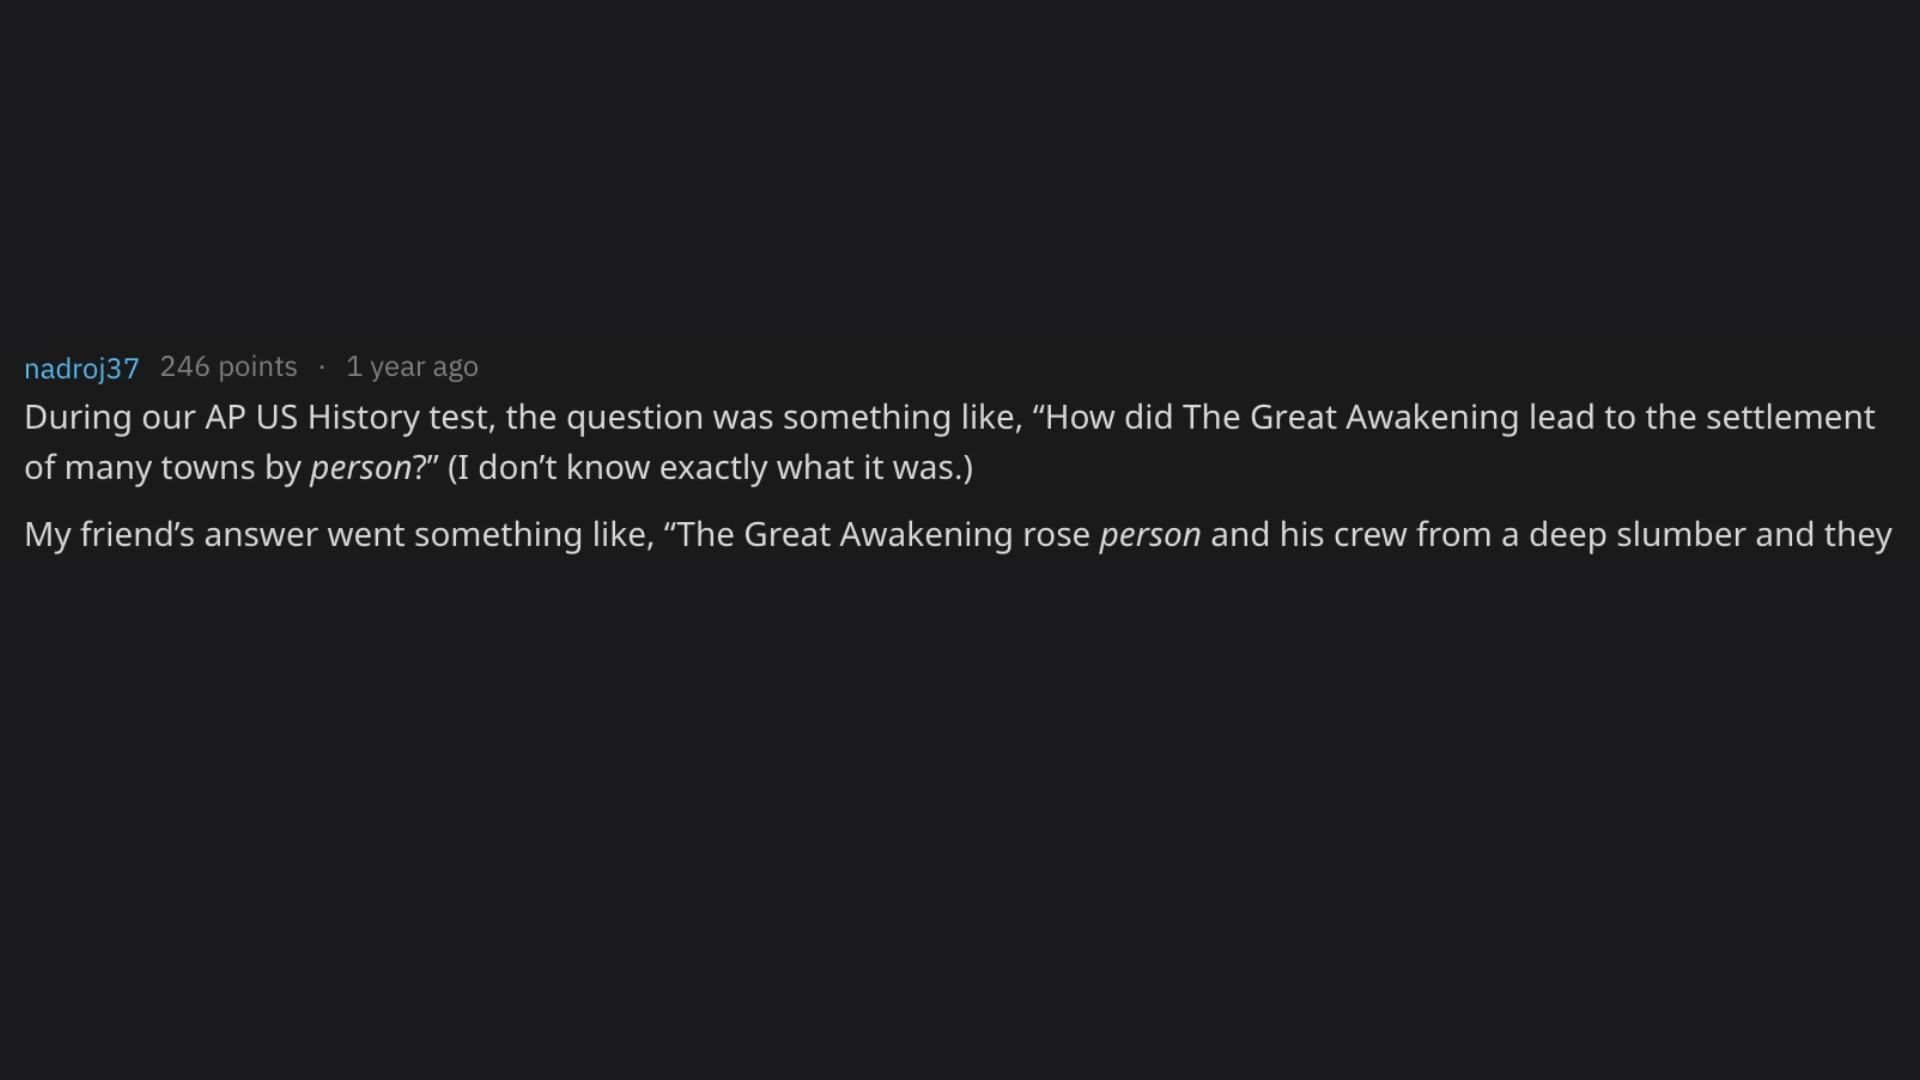 nadroj37 246 points · 1 year ago
During our AP US History test, the question was something like, “How did The Great Awakening lead to the settlement
of many towns by person?” (I don’t know exactly what it was.)
My friend’s answer went something like, “The Great Awakening rose person and his crew from a deep slumber and they